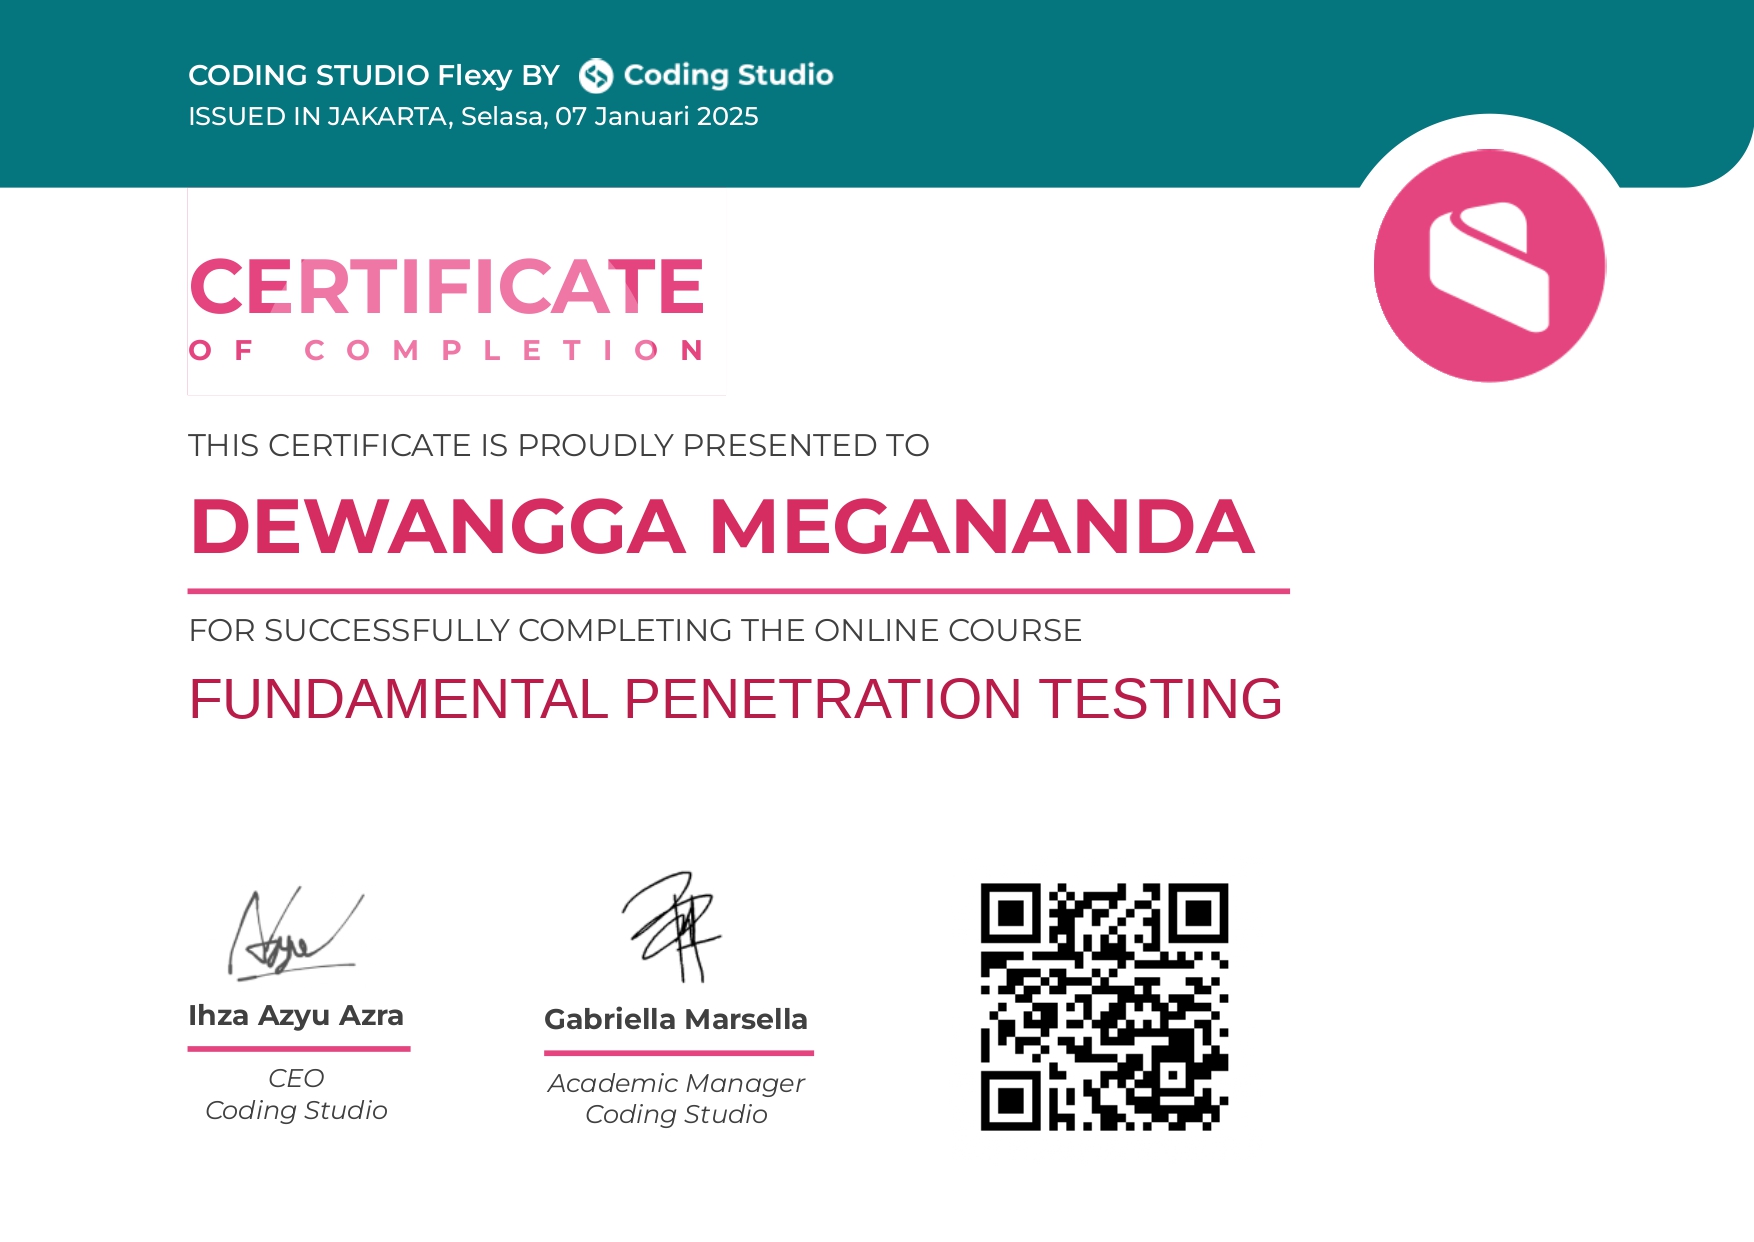 CODING STUDIO Flexy BY Coding Studio
ISSUED IN JAKARTA, Selasa, 07 Januari 2025
CERTIFICATE
OF COMPLETION
THIS CERTIFICATE IS PROUDLY PRESENTED TO
DEWANGGA MEGANANDA
FOR SUCCESSFULLY COMPLETING THE ONLINE COURSE
FUNDAMENTAL PENETRATION TESTING
Ihza Azyu Azra
CEO
Coding Studio
Gabriella Marsella
Academic Manager
Coding Studio